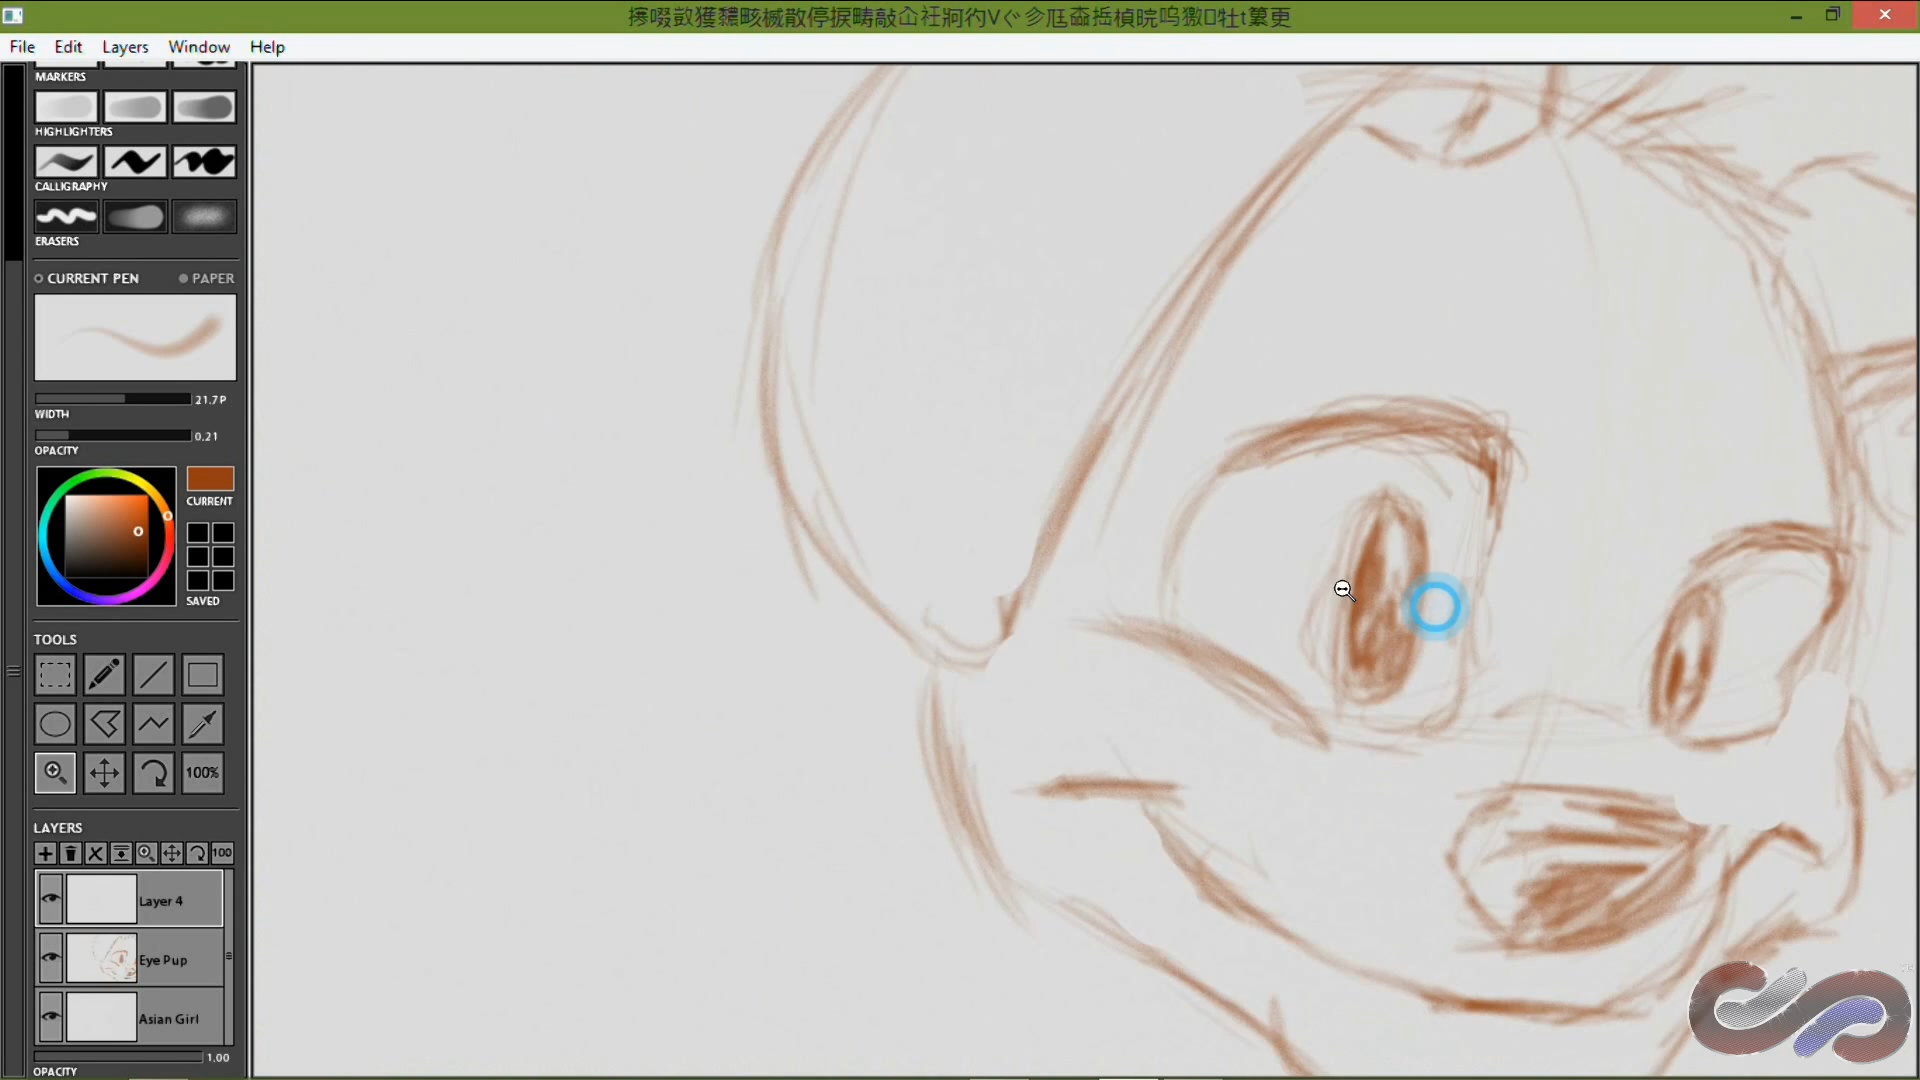 File Edit Layers Window Help
MARKERS
HIGHLIGHTERS
CALLIGRAPHY
ERASERS
CURRENT PEN PAPER
21.7P
WIDTH
0.21
OPACITY
CURRENT
SAVED
TOOLS
100%
LAYERS
100
Layer 4
Eye Pup
Asian Girl
1.00
OPACITY